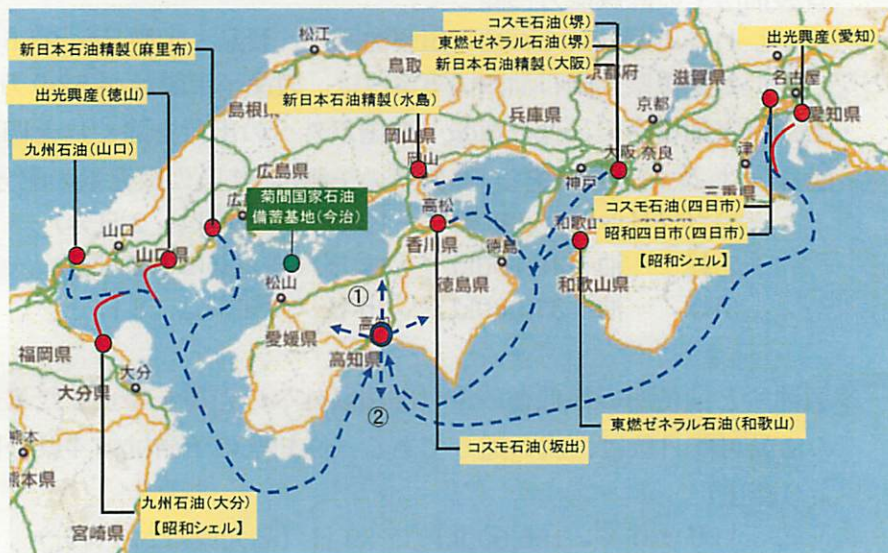 コスモ石油(堺)
東燃ゼネラル石油(堺)
新日本石油精製(大阪)
出光興産(愛知)
新日本石油精製(麻里布)
出光興産(徳山)
九州石油(山口)
新日本石油精製(水島)
菊間国家石油
備蓄基地(今治)
松江
鳥取
京都府
滋賀県
名古屋
愛知県
島根県
岡山県
岡山
兵庫県
京都
広島県
神戸
大阪
奈良
津
三重県
山口
山口県
高松
香川県
徳島
徳島県
和歌山
和歌山県
コスモ石油(四日市)
昭和四日市(四日市)
【昭和シェル】
松山
愛媛県
①
高知
高知県
②
福岡県
大分県
大分
熊本
熊本県
宮崎県
東燃ゼネラル石油(和歌山)
コスモ石油(坂出)
九州石油(大分)
【昭和シェル】